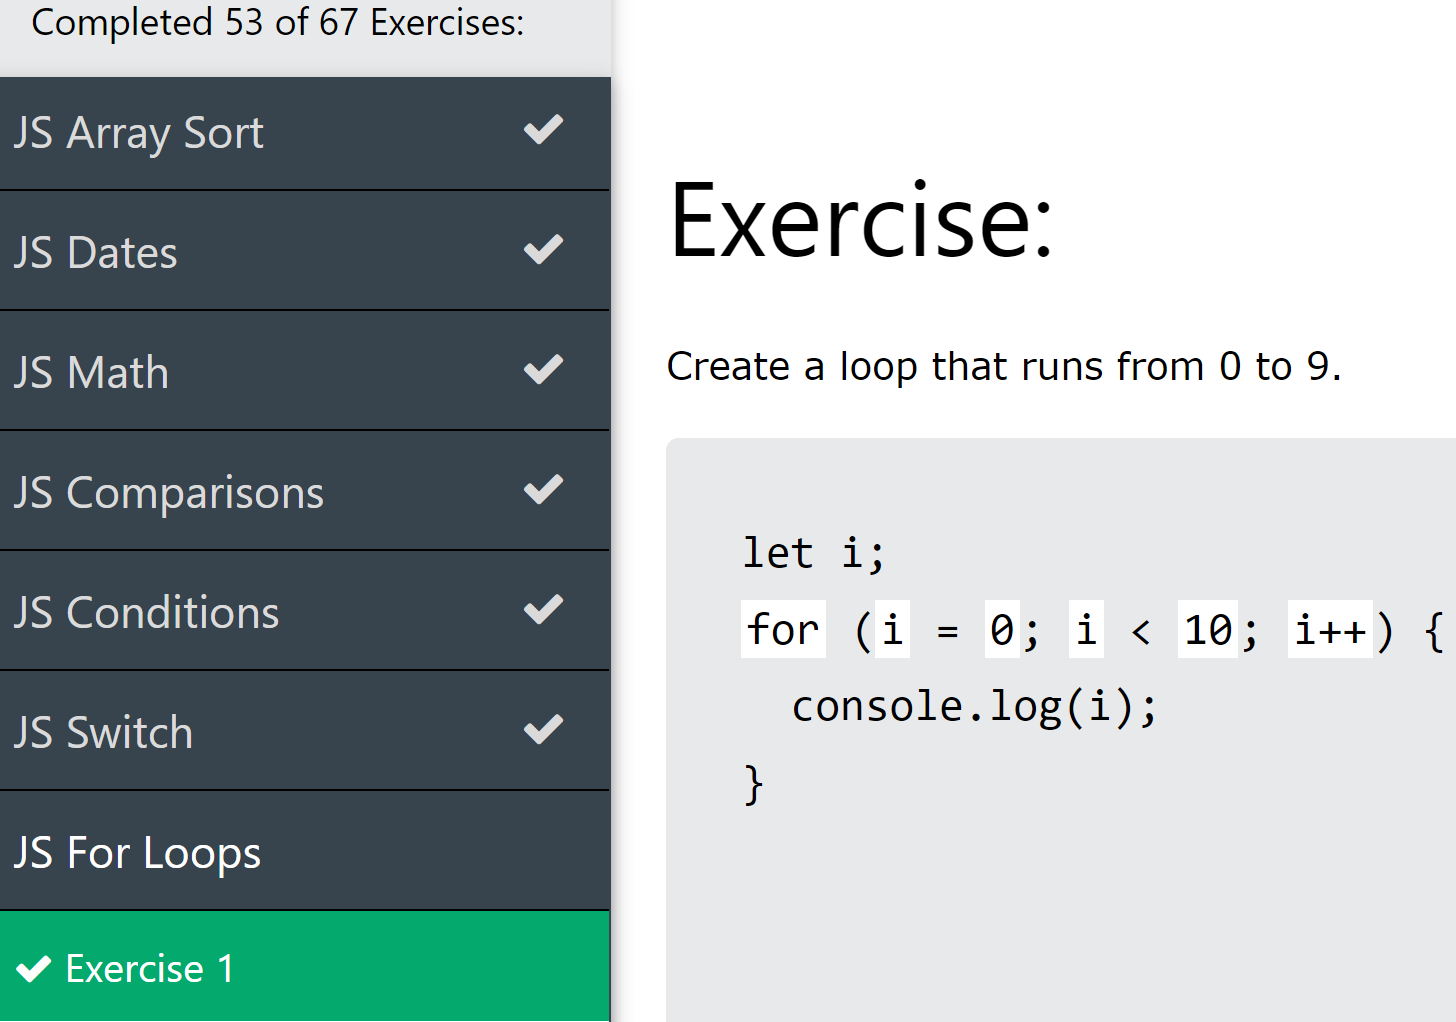 Completed 53 of 67 Exercises:
JS Array Sort
JS Dates
JS Math
JS Comparisons
JS Conditions
JS Switch
JS For Loops
Exercise 1
Exercise:
Create a loop that runs from 0 to 9.
let i;
for (i = 0; i < 10; i++) {
  console.log(i);
}